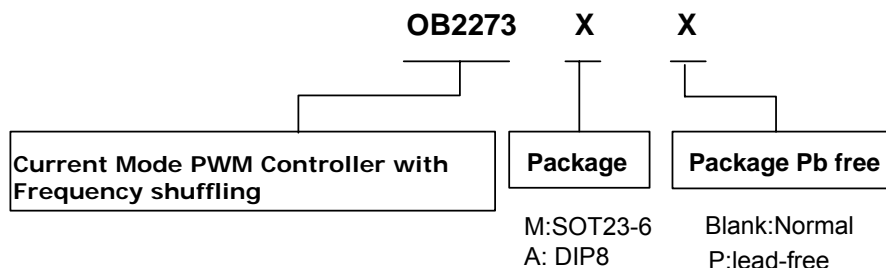 OB2273 X X
Current Mode PWM Controller with
Frequency shuffling
Package
Package Pb free
M:SOT23-6
A: DIP8
Blank:Normal
P:lead-free